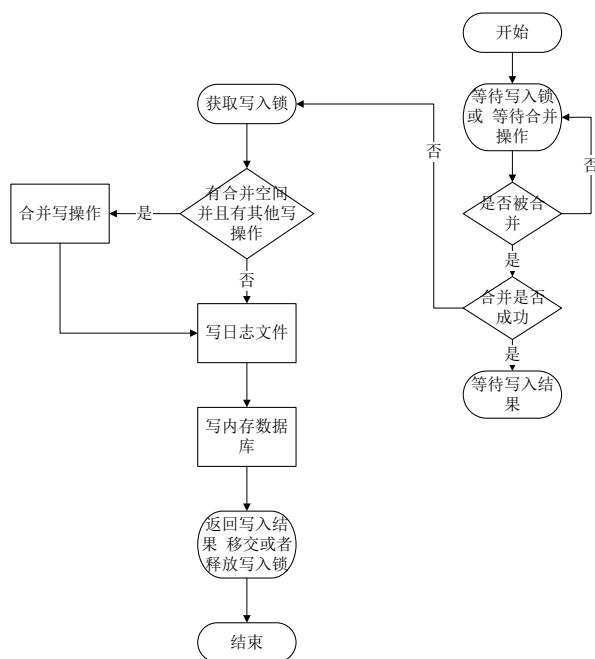 开始
等待写入锁
或 等待合并
操作
否
是否被合
并
是
合并是否
成功
是
等待写入结
果
否
获取写入锁
有合并空间
并且有其他写
操作
是
合并写操作
否
写日志文件
写内存数据
库
返回写入结
果 移交或者
释放写入锁
结束